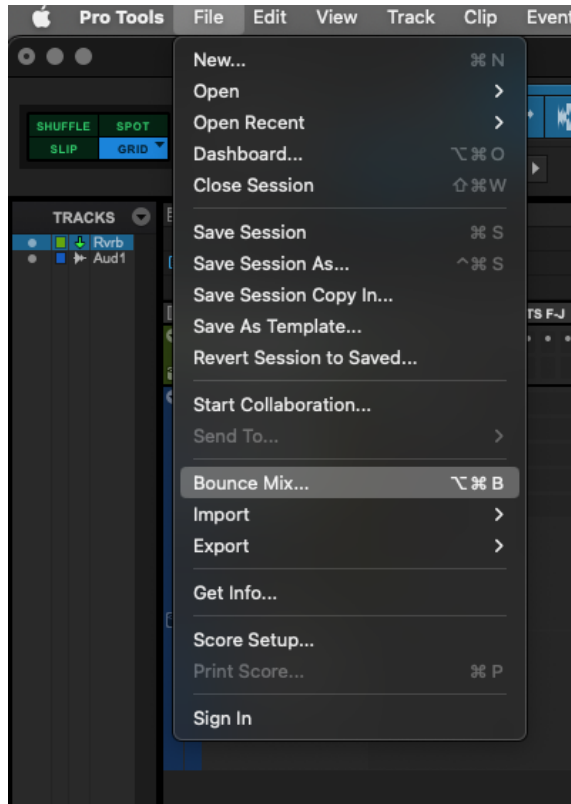 Pro Tools File Edit View Track Clip Event
New... ⌘ N
Open
Open Recent
Dashboard... ⌥ ⌘ O
Close Session ⇧ ⌘ W
Save Session ⌘ S
Save Session As... ^ ⌘ S
Save Session Copy In...
Save As Template...
Revert Session to Saved...
Start Collaboration...
Send To...
Bounce Mix... ⌥ ⌘ B
Import
Export
Get Info...
Score Setup...
Print Score... ⌘ P
Sign In
SHUFFLE SPOT
SLIP GRID
TRACKS
Rvrb
Aud1
TS F-J